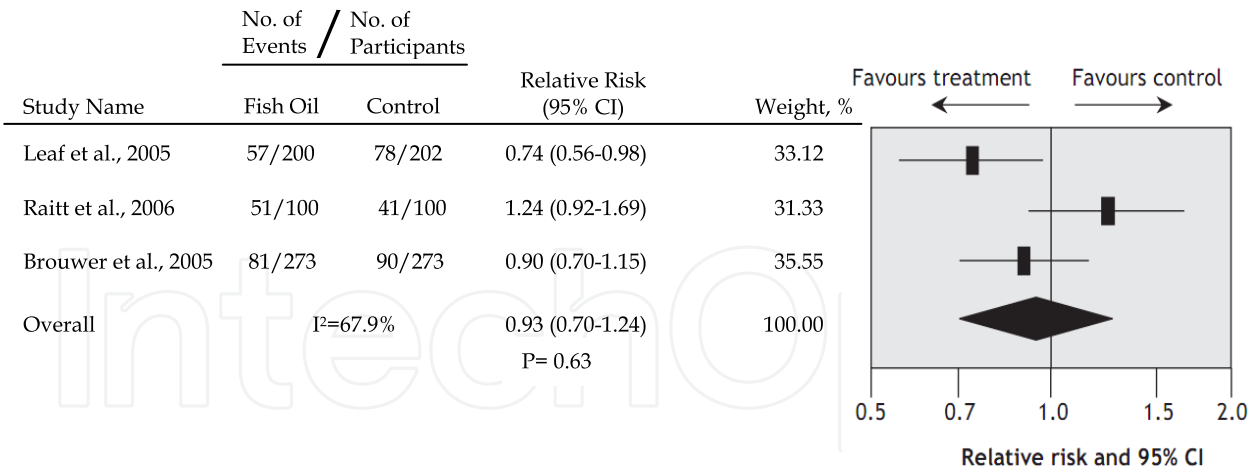 No. of Events / No. of Participants
Favours treatment Favours control
Study Name Fish Oil Control Relative Risk (95% CI) Weight, %
Leaf et al., 2005 57/200 78/202 0.74 (0.56-0.98) 33.12
Raitt et al., 2006 51/100 41/100 1.24 (0.92-1.69) 31.33
Brouwer et al., 2005 81/273 90/273 0.90 (0.70-1.15) 35.55
Overall I²=67.9% 0.93 (0.70-1.24) 100.00
P= 0.63
0.5 0.7 1.0 1.5 2.0
Relative risk and 95% CI
IntechO